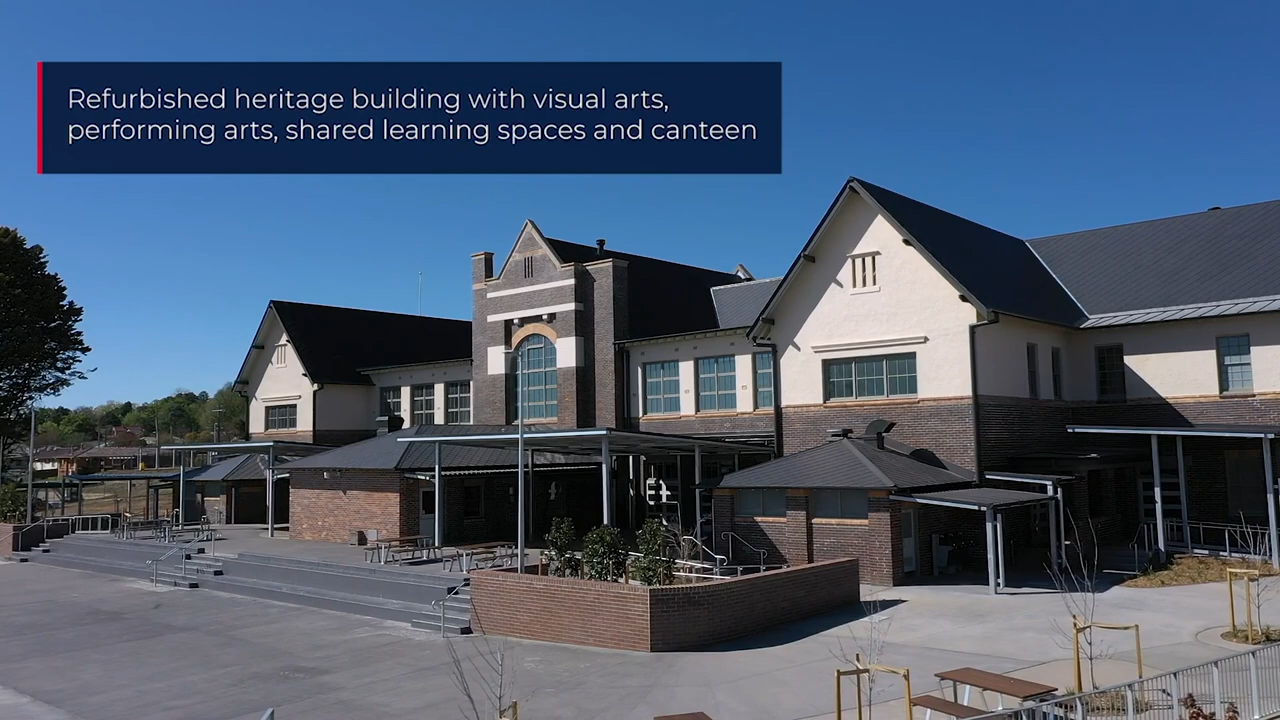 Refurbished heritage building with visual arts,
performing arts, shared learning spaces and canteen